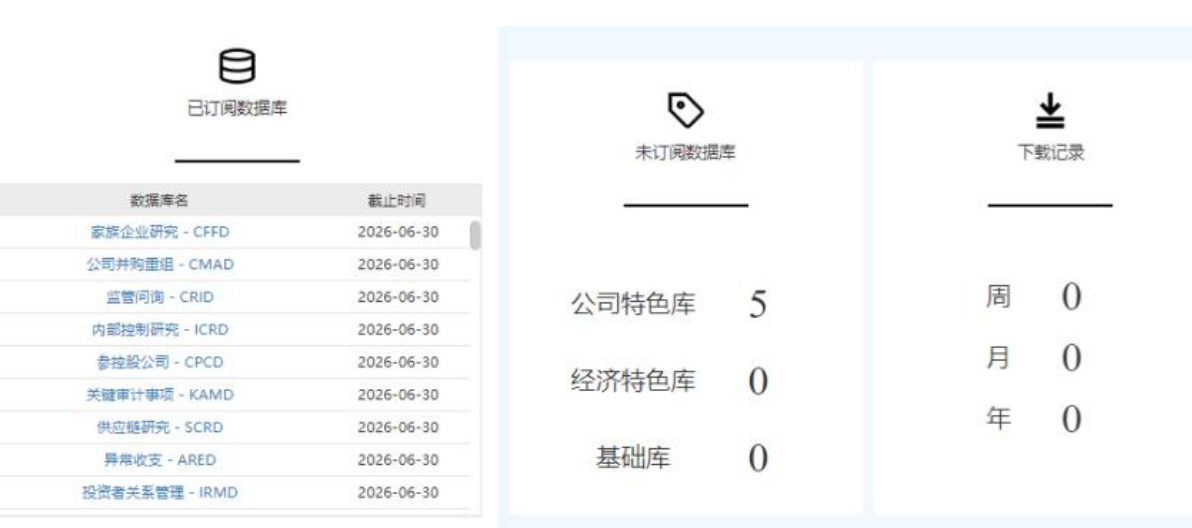 已订阅数据库
数据库名 截止时间
家族企业研究 - CFFD 2026-06-30
公司并购重组 - CMAD 2026-06-30
监管问询 - CRID 2026-06-30
内部控制研究 - ICRD 2026-06-30
参控股公司 - CPCD 2026-06-30
关键审计事项 - KAMD 2026-06-30
供应链研究 - SCRD 2026-06-30
异常收支 - ARED 2026-06-30
投资者关系管理 - IRMD 2026-06-30
未订阅数据库
公司特色库 5
经济特色库 0
基础库 0
下载记录
周 0
月 0
年 0